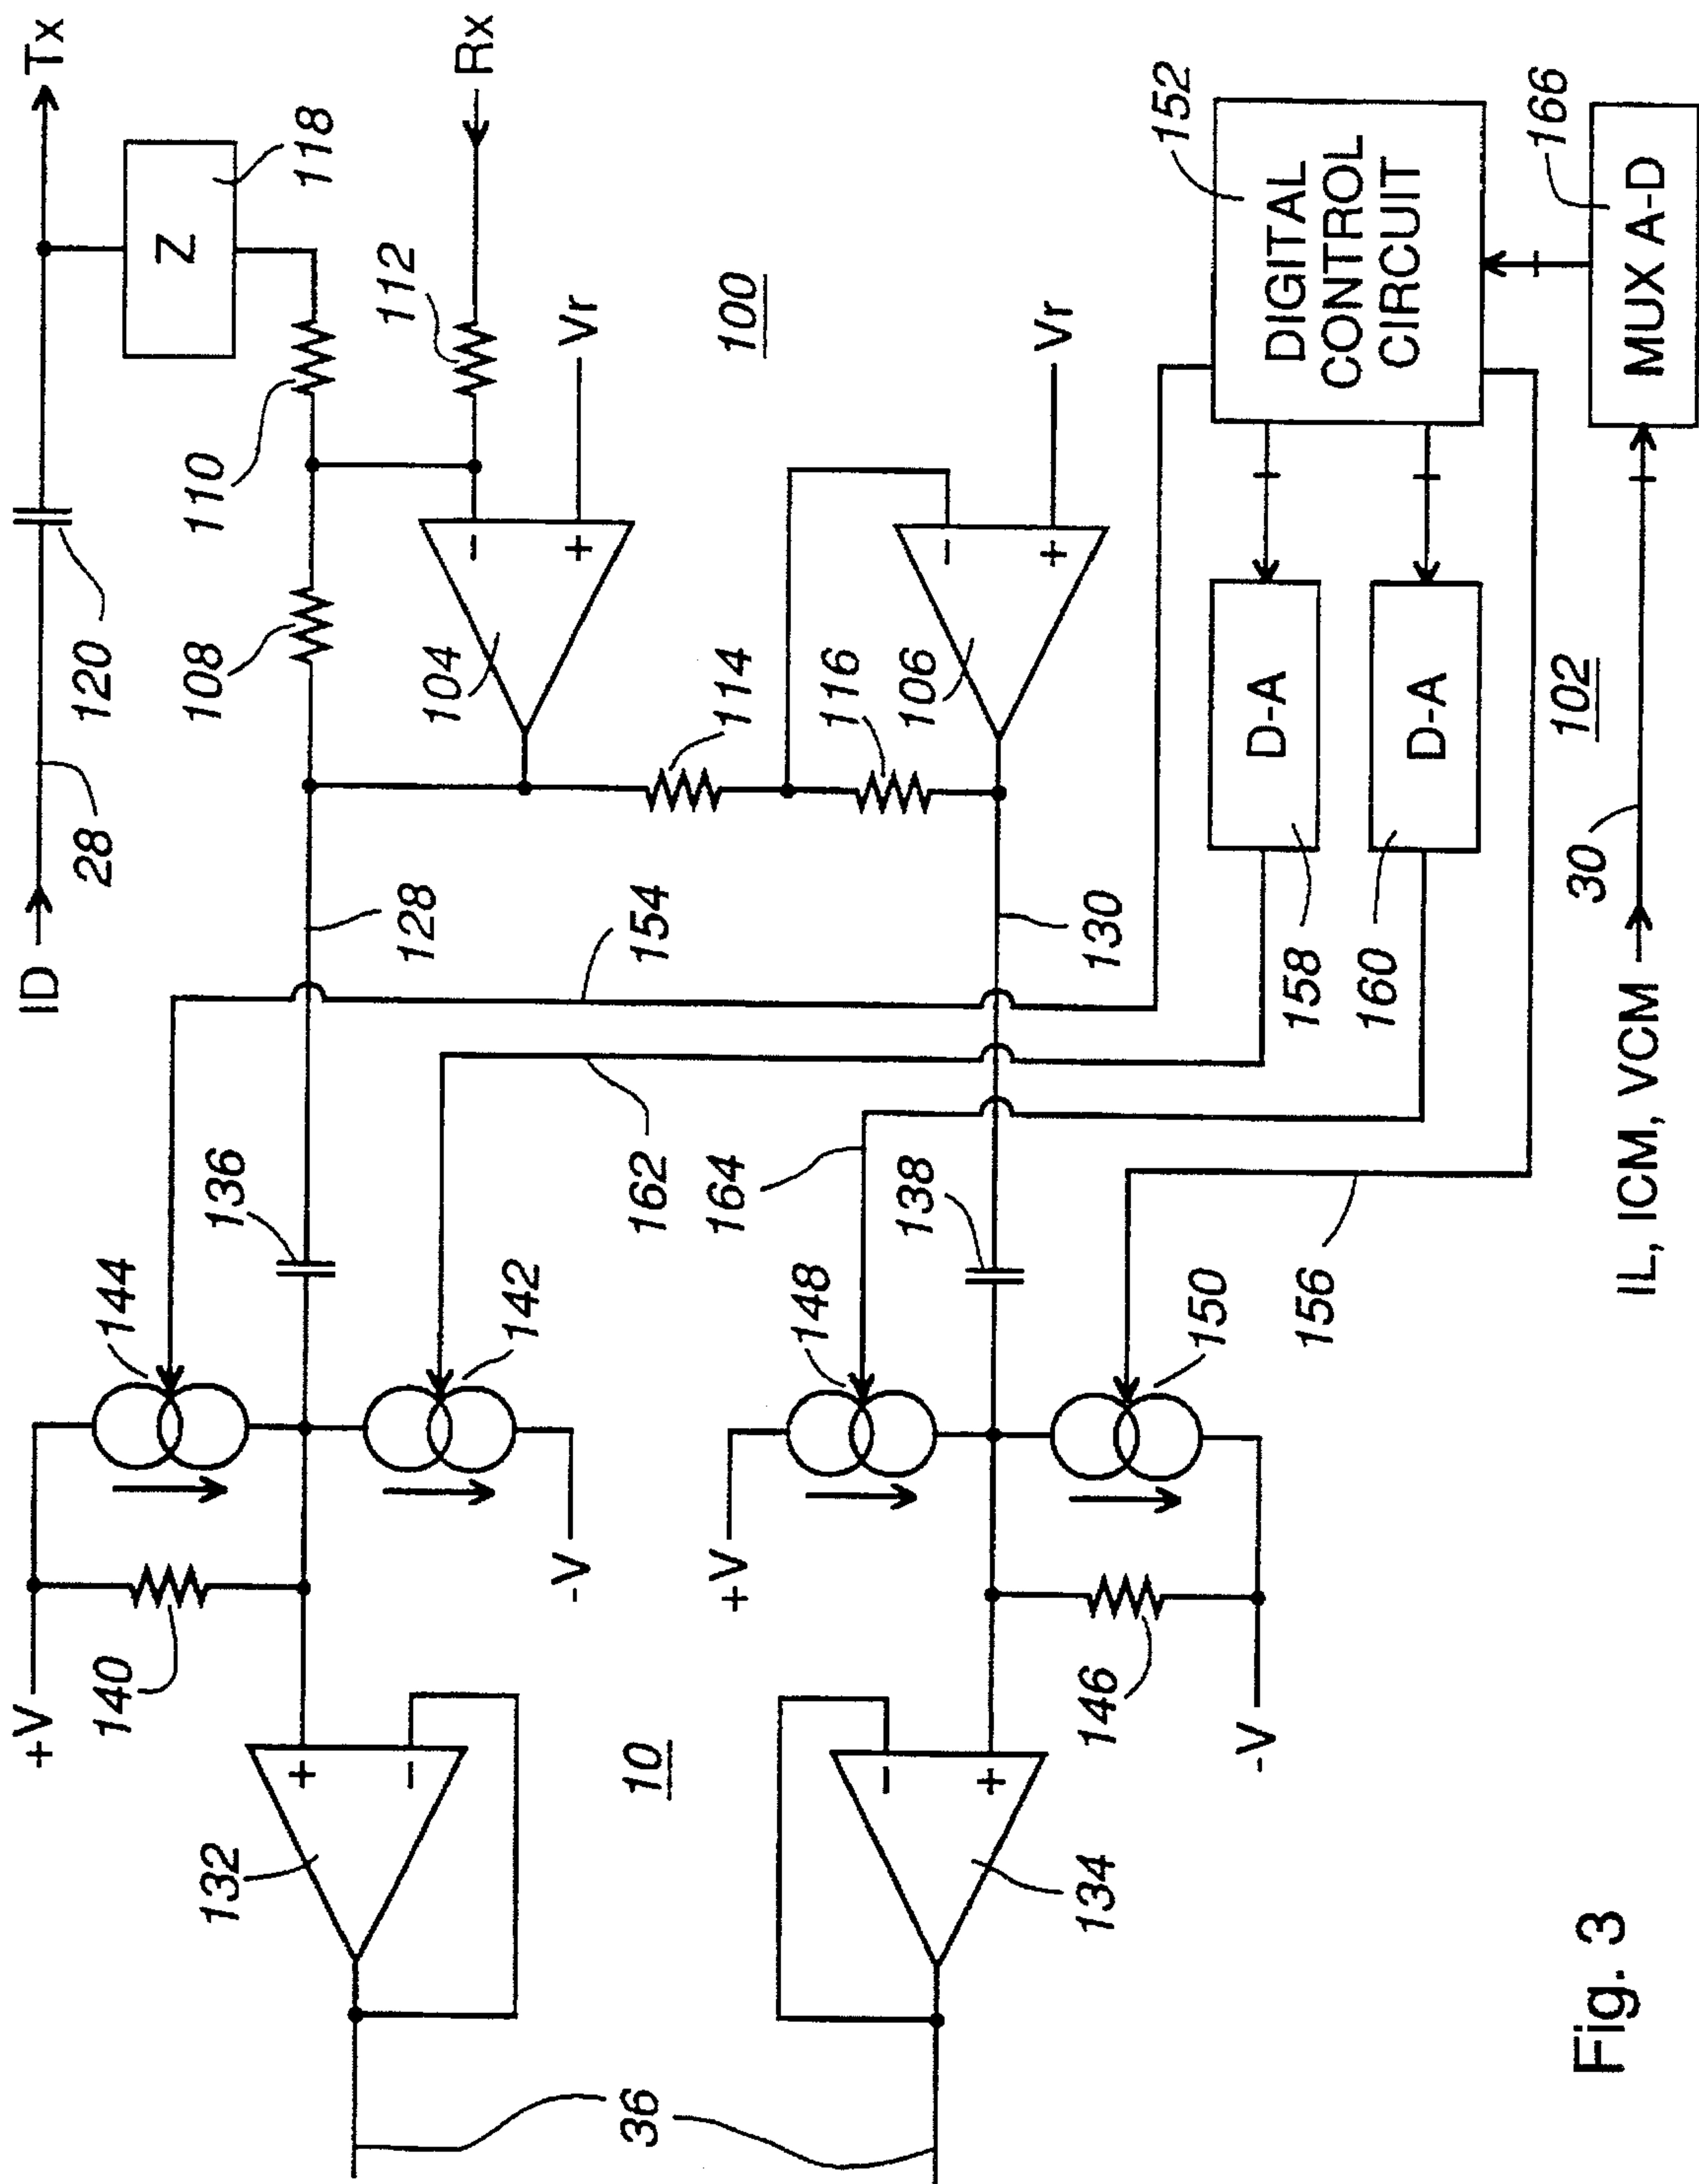 ID
28
120
Tx
Z
118
108
110
112
Rx
Vr
-
+
104
114
116
106
-
+
Vr
100
128
130
154
162
164
136
138
+V
140
144
142
-V
+V
148
150
146
-V
156
132
+
-
134
-
+
10
36
DIGITAL
CONTROL
CIRCUIT
152
D-A
158
D-A
160
102
MUX A-D
166
30
IL, ICM, VCM
Fig. 3